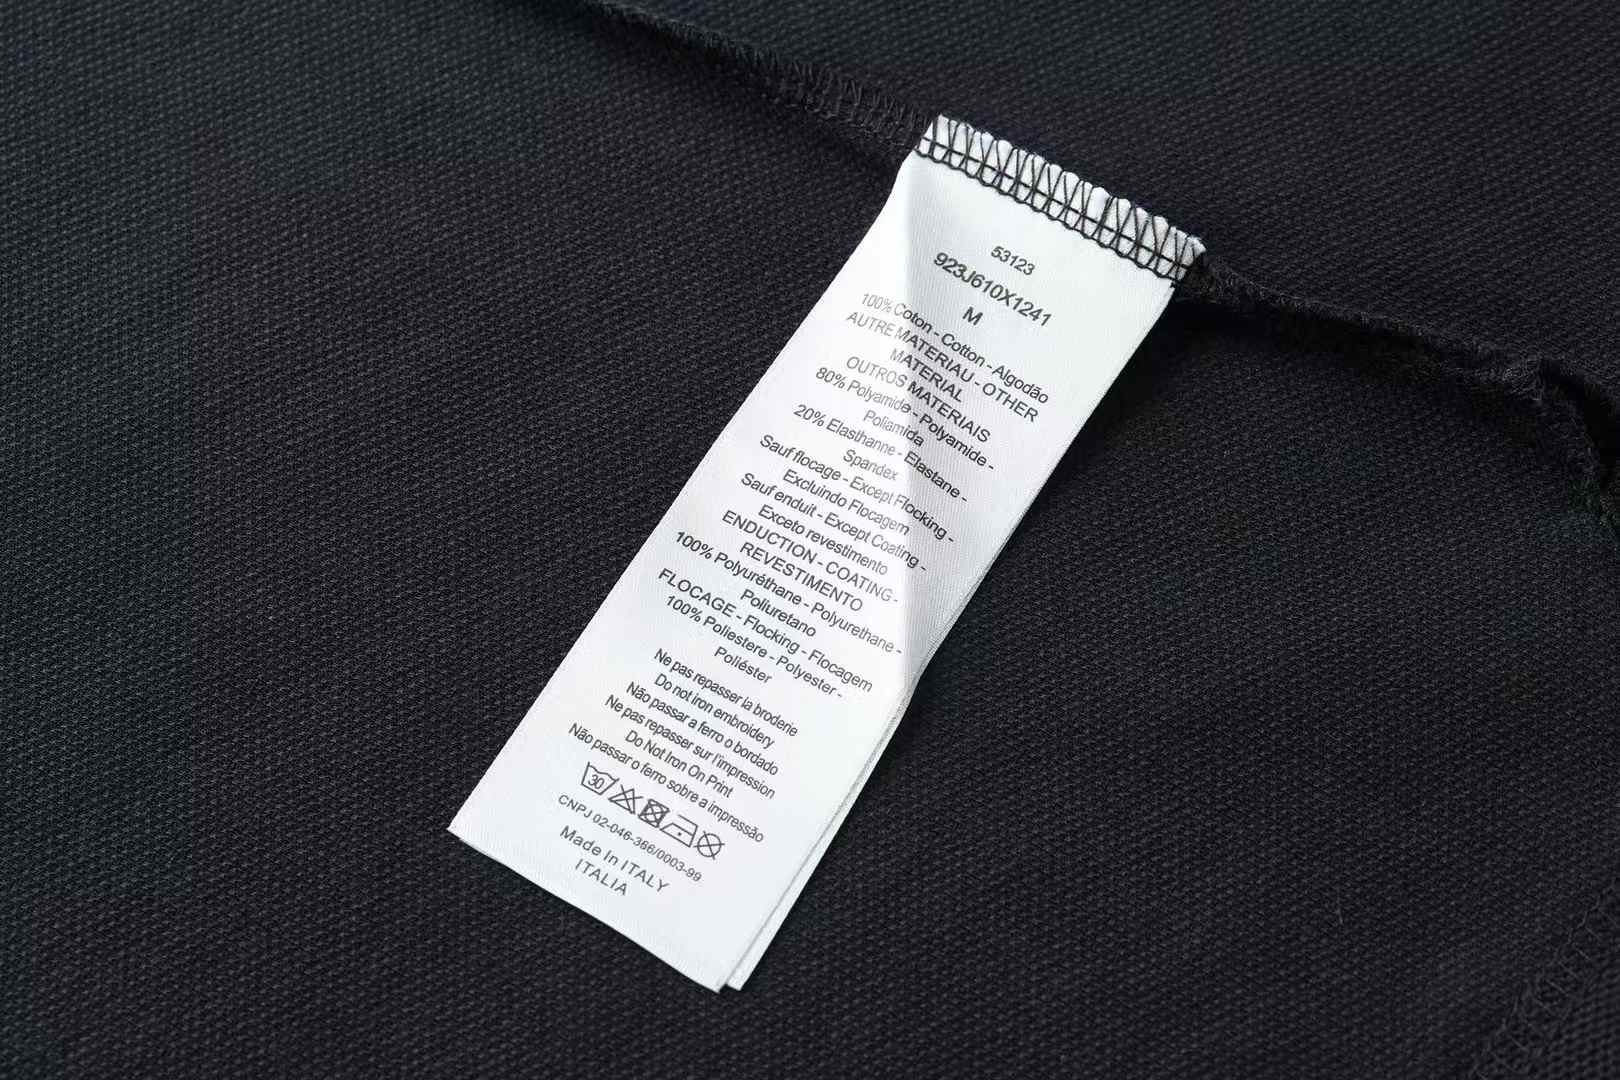 53123
923J610X1241
M
100% Coton - Cotton - Algodão
AUTRE MATERIAU - OTHER
MATERIAL
OUTROS MATERIAIS
80% Polyamide - Polyamide -
Poliamida
20% Elasthanne - Elastane -
Spandex
Sauf flocage - Except Flocking -
Excluindo Flocagem
Sauf enduit - Except Coating -
Exceto revestimento
ENDUCTION - COATING -
REVESTIMENTO
100% Polyuréthane - Polyurethane -
Poliuretano
FLOCAGE - Flocking - Flocagem
100% Poliestere - Polyester -
Poliéster
Ne pas repasser la broderie
Do not iron embroidery
Não passar a ferro o bordado
Ne pas repasser sur l'impression
Do Not Iron On Print
Não passar o ferro sobre a impressão
30
CNPJ 02-046-366/0003-99
Made In ITALY
ITALIA